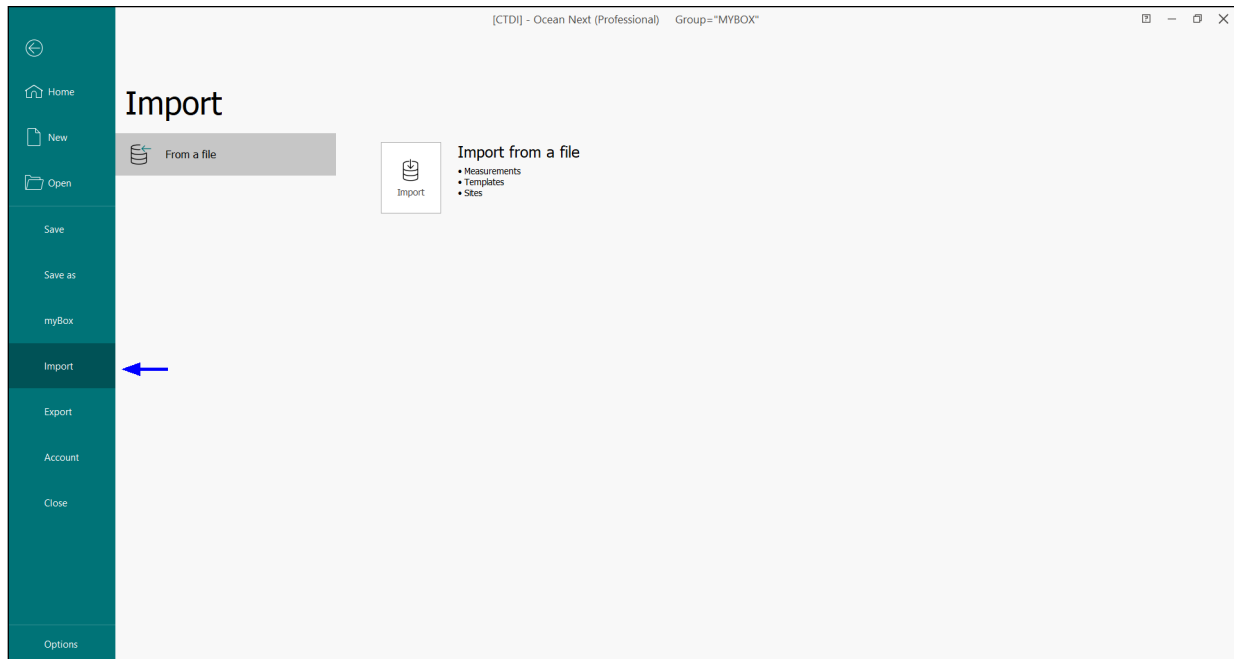 [CTDI] - Ocean Next (Professional) Group="MYBOX"
Home
New
Open
Save
Save as
myBox
Import
Export
Account
Close
Options
Import
From a file
Import
Import from a file
• Measurements
• Templates
• Sites